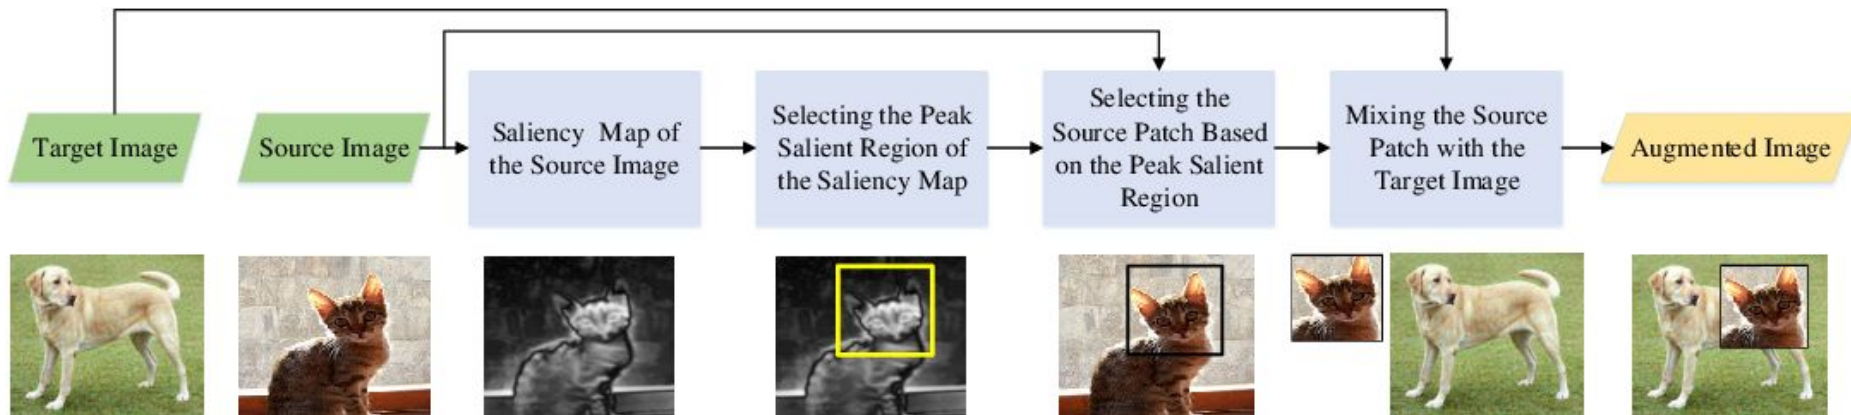 Target Image
Source Image
Saliency Map of
the Source Image
Selecting the Peak
Salient Region of
the Saliency Map
Selecting the
Source Patch Based
on the Peak Salient
Region
Mixing the Source
Patch with the
Target Image
Augmented Image